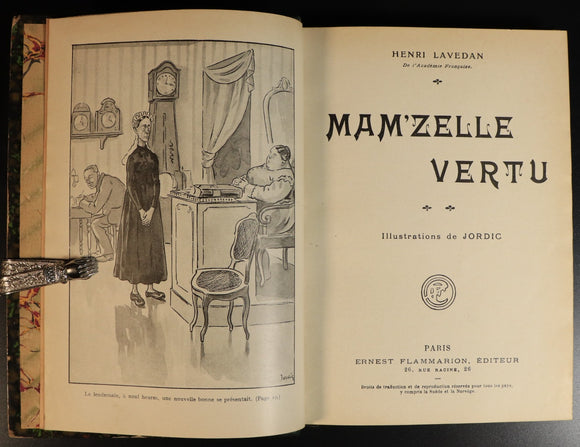 Jordic
Le lendemain, à neuf heures, une nouvelle bonne se présentait. (Page
HENRI LAVEDAN
De l'Académie Française.
MAM'ZELLE
VERTU
Illustrations de JORDIC
PARIS
ERNEST FLAMMARION, ÉDITEUR
26, RUE RACINE, 26
Droits de traduction et de reproduction réservés pour tous les pays,
y compris la Suède et la Norvège.